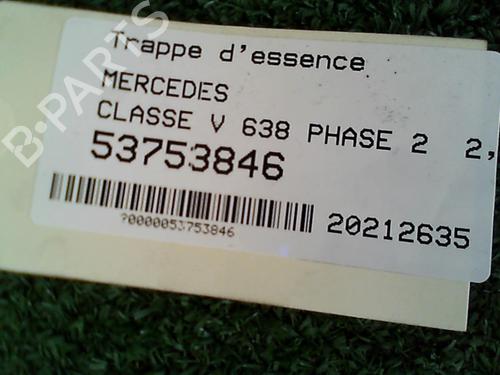 Trappe d'essence
MERCEDES
CLASSE V 638 PHASE 2 2,
53753846
?0000053753846
20212635
B-PARTS